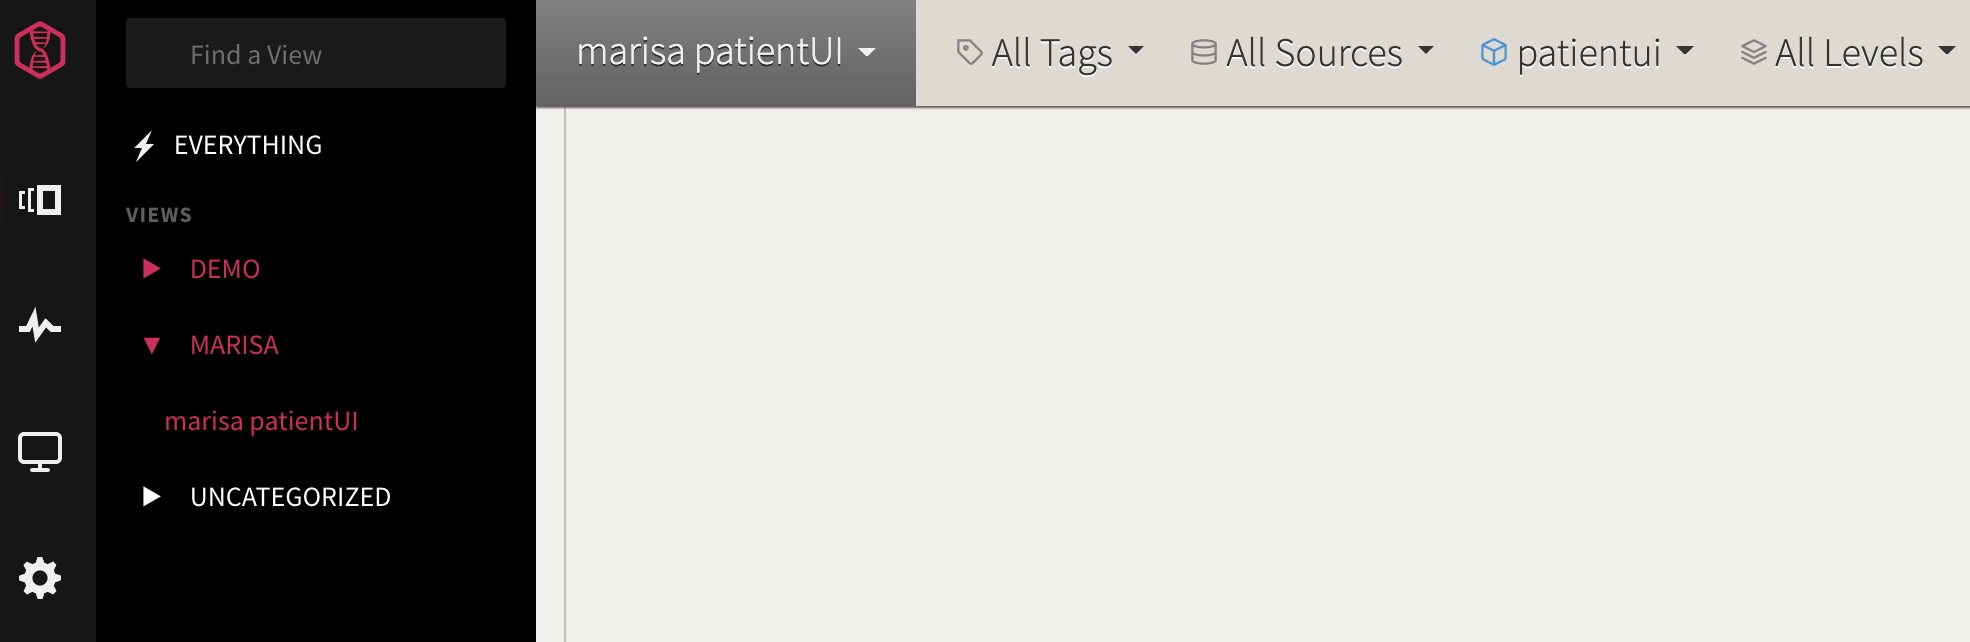 Find a View
EVERYTHING
VIEWS
DEMO
MARISA
marisa patientUI
UNCATEGORIZED
marisa patientUI
All Tags
All Sources
patientui
All Levels